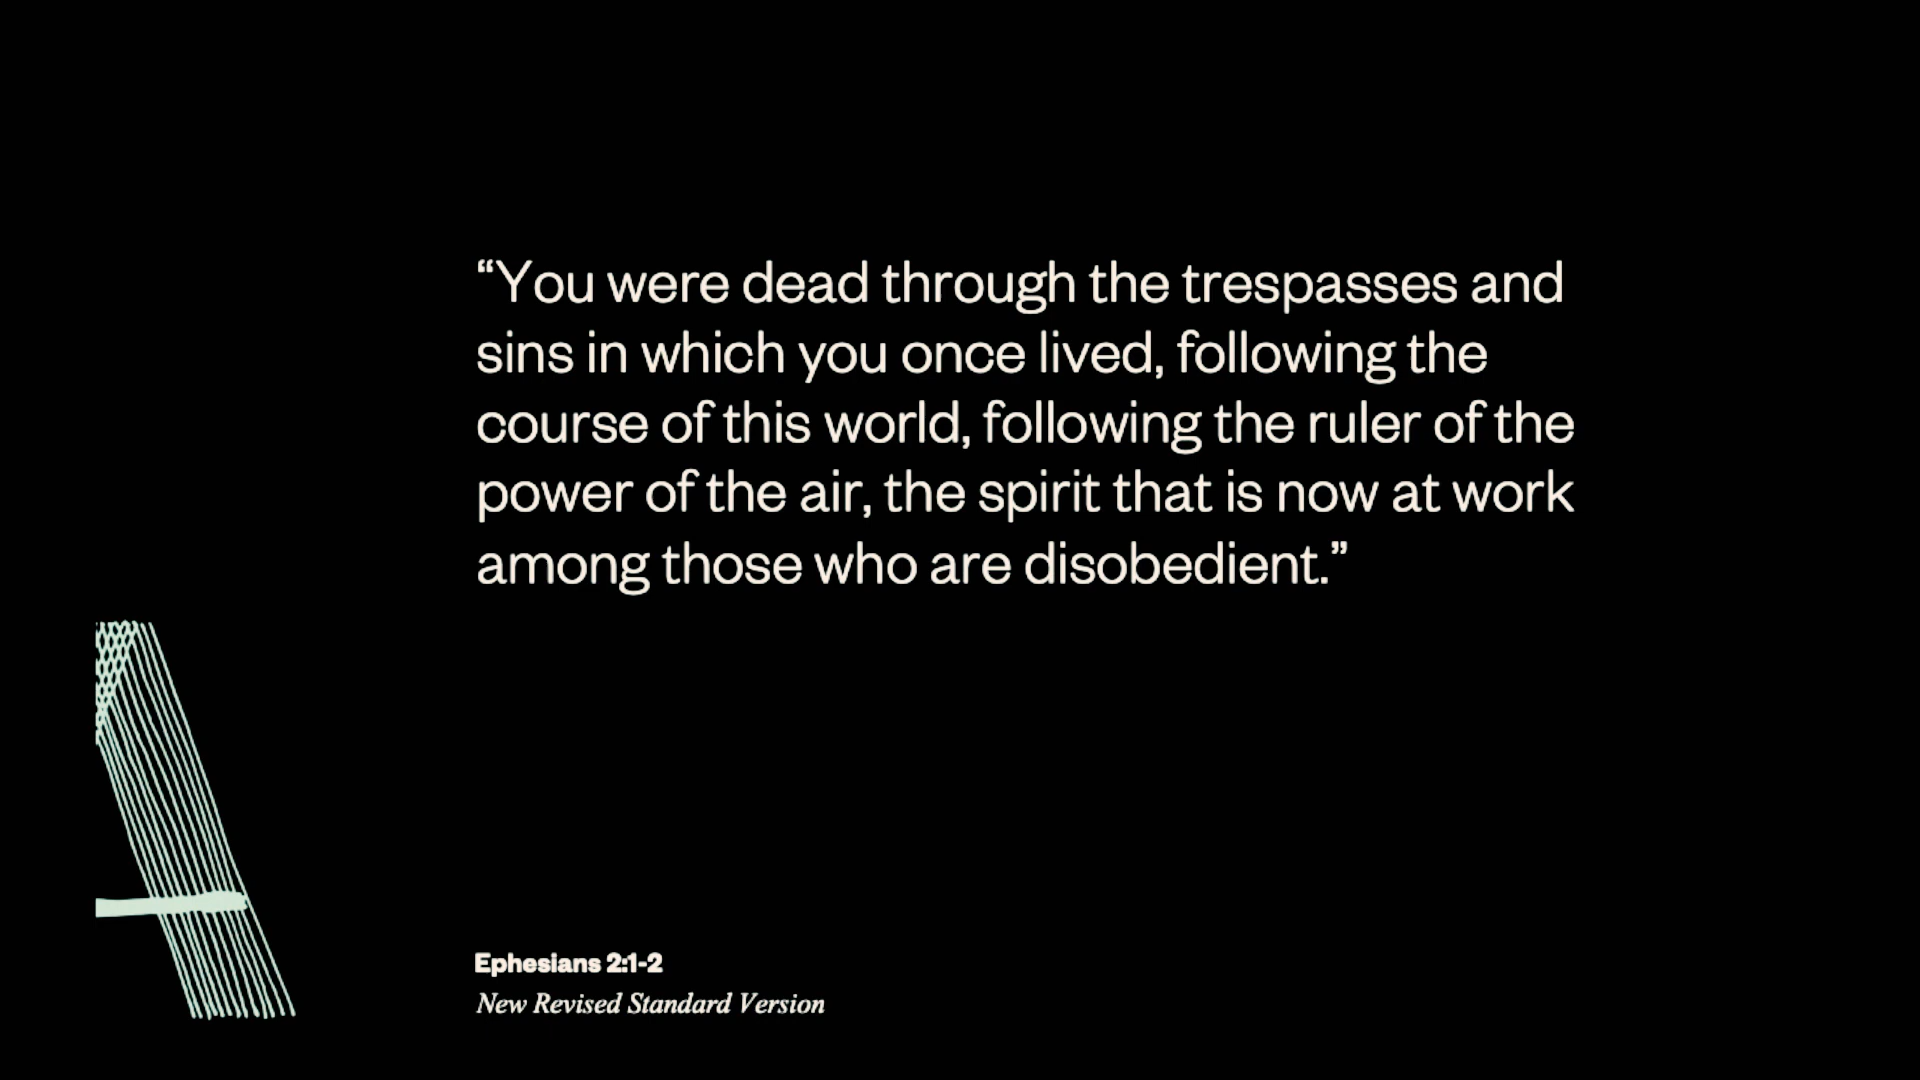 “You were dead through the trespasses and
sins in which you once lived, following the
course of this world, following the ruler of the
power of the air, the spirit that is now at work
among those who are disobedient.”
Ephesians 2:1-2
New Revised Standard Version